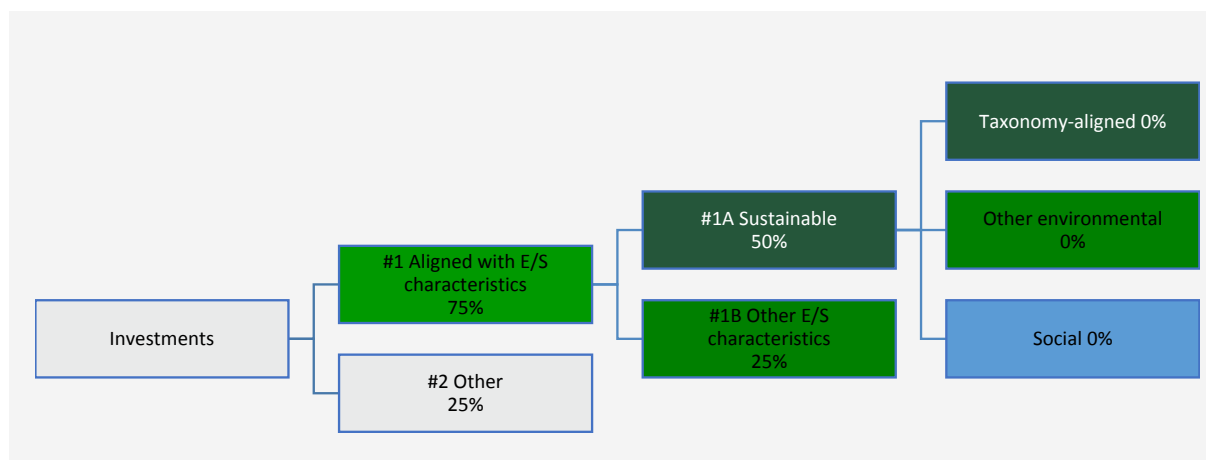 Investments
#1 Aligned with E/S
characteristics
75%
#2 Other
25%
#1A Sustainable
50%
#1B Other E/S
characteristics
25%
Taxonomy-aligned 0%
Other environmental
0%
Social 0%